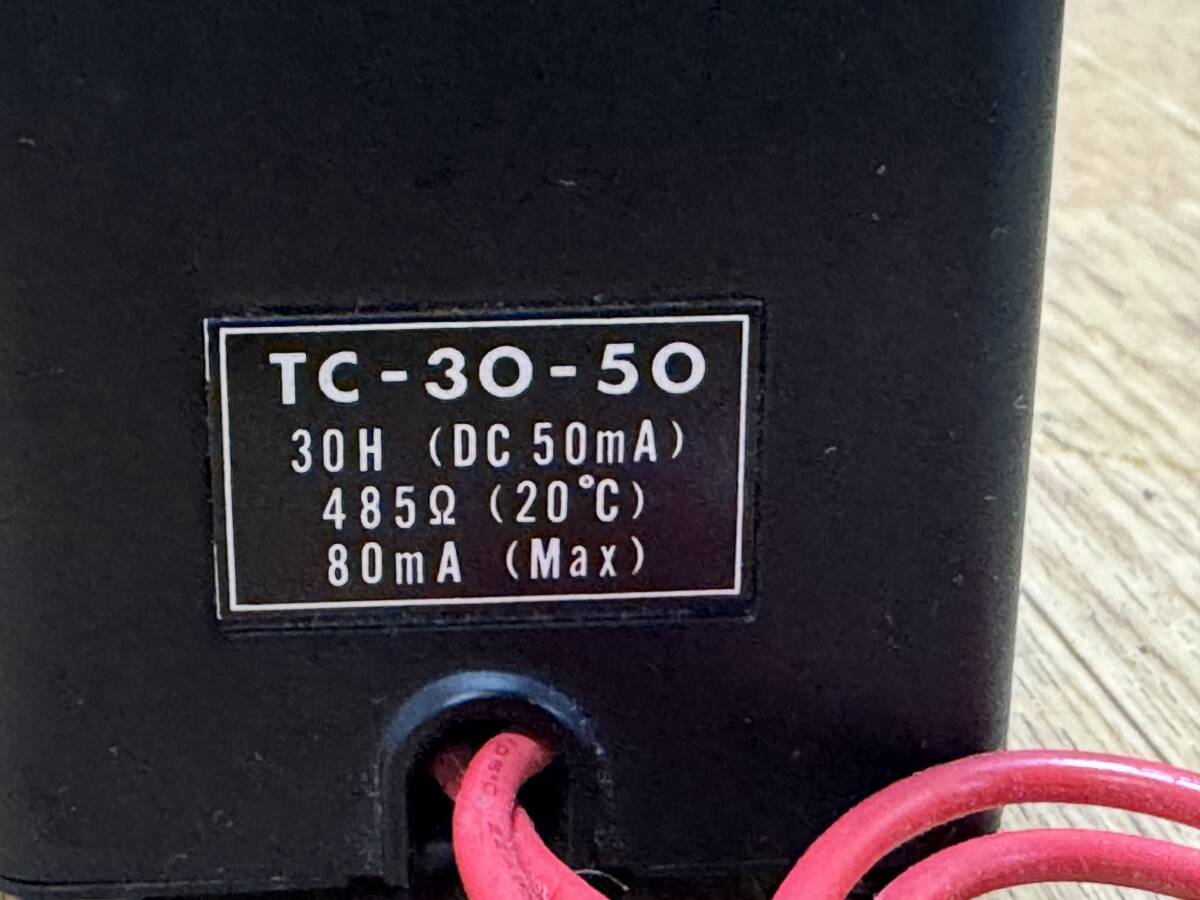 TC-30-50
30H (DC 50mA)
485Ω (20℃)
80mA (Max)